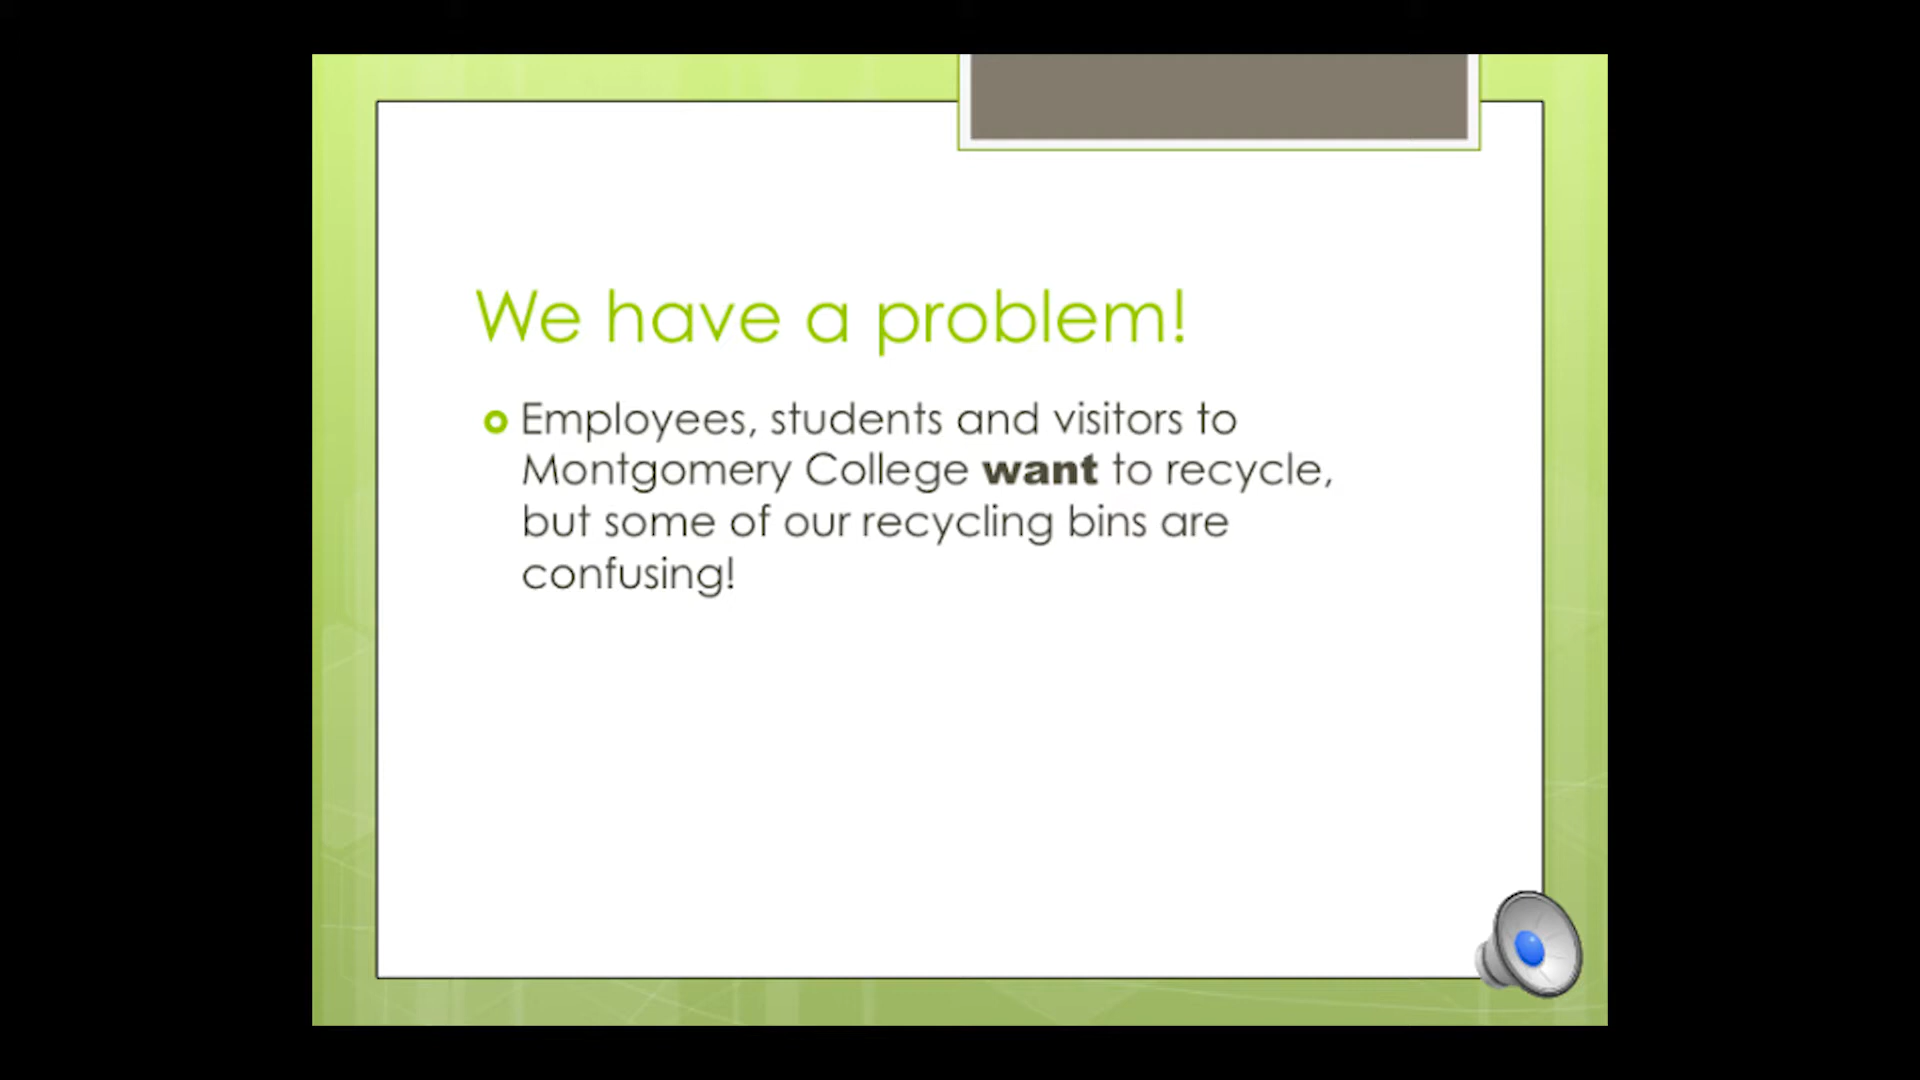 We have a problem!
Employees, students and visitors to
Montgomery College want to recycle,
but some of our recycling bins are
confusing!